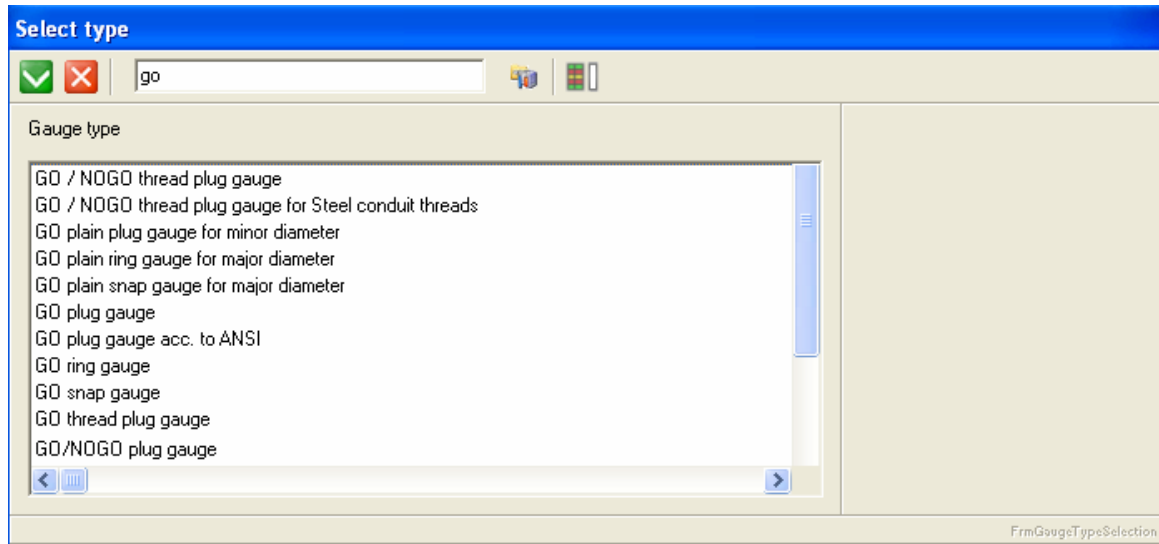 Select type
go
Gauge type
GO / NOGO thread plug gauge
GO / NOGO thread plug gauge for Steel conduit threads
GO plain plug gauge for minor diameter
GO plain ring gauge for major diameter
GO plain snap gauge for major diameter
GO plug gauge
GO plug gauge acc. to ANSI
GO ring gauge
GO snap gauge
GO thread plug gauge
GO/NOGO plug gauge
FrmGaugeTypeSelection